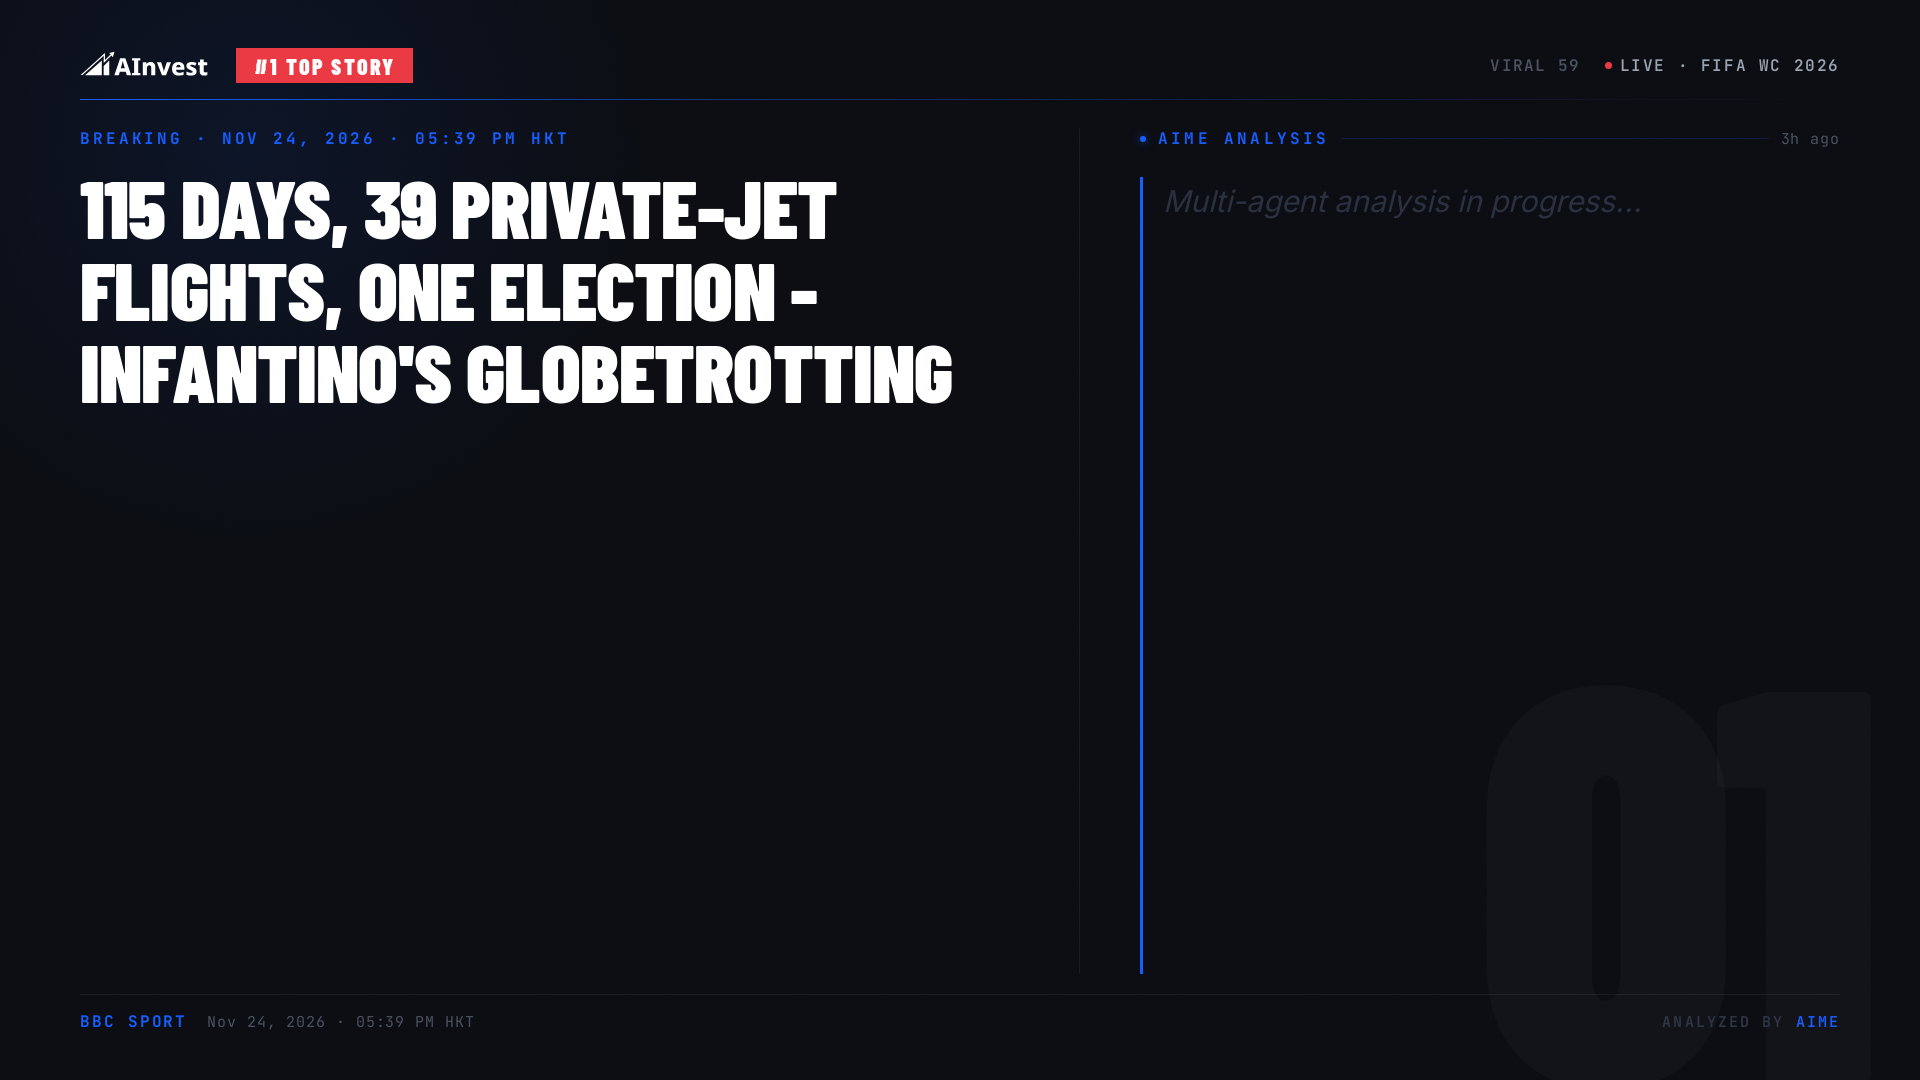 AInvest
#1 TOP STORY
VIRAL 59
LIVE · FIFA WC 2026
BREAKING · NOV 24, 2026 · 05:39 PM HKT
115 DAYS, 39 PRIVATE-JET
FLIGHTS, ONE ELECTION -
INFANTINO'S GLOBETROTTING
AIME ANALYSIS
3h ago
Multi-agent analysis in progress...
01
BBC SPORT Nov 24, 2026 · 05:39 PM HKT
ANALYZED BY AIME